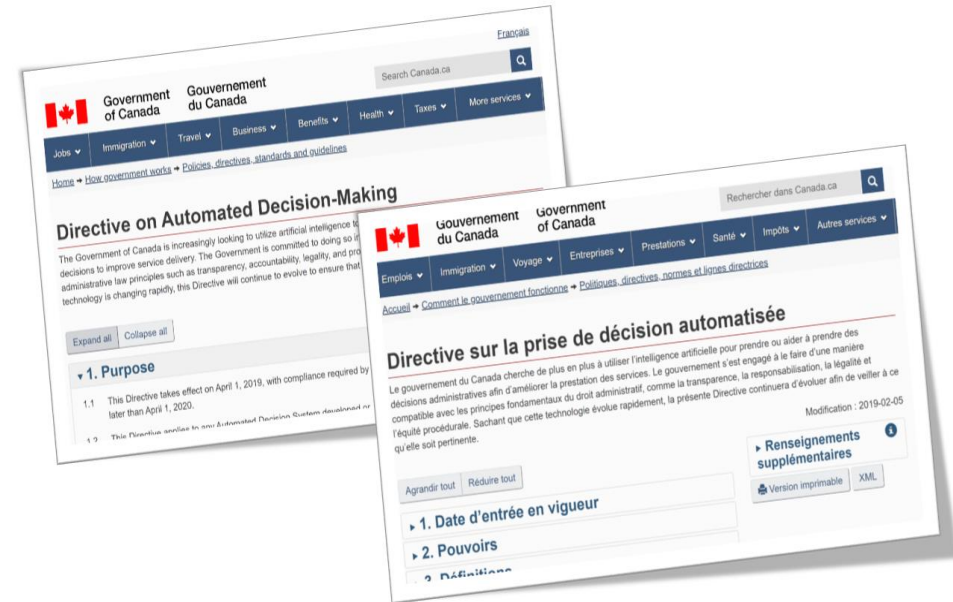 Français
Government of Canada
Gouvernement du Canada
Search Canada.ca
Jobs Immigration Travel Business Benefits Health Taxes More services
Home → How government works → Policies, directives, standards and guidelines
Directive on Automated Decision-Making
The Government of Canada is increasingly looking to utilize artificial intelligence to
decisions to improve service delivery. The Government is committed to doing so in
administrative law principles such as transparency, accountability, legality, and
technology is changing rapidly, this Directive will continue to evolve to ensure that
Expand all Collapse all
1. Purpose
1.1 This Directive takes effect on April 1, 2019, with compliance required by
later than April 1, 2020.
1.2 This Directive applies to any Automated Decision System developed or
Gouvernement du Canada
Government of Canada
Rechercher dans Canada.ca
Emplois Immigration Voyage Entreprises Prestations Santé Impôts Autres services
Accueil → Comment le gouvernement fonctionne → Politiques, directives, normes et lignes directrices
Directive sur la prise de décision automatisée
Le gouvernement du Canada cherche de plus en plus à utiliser l'intelligence artificielle pour prendre ou aider à prendre des
décisions administratives afin d'améliorer la prestation des services. Le gouvernement s'est engagé à le faire d'une manière
compatible avec les principes fondamentaux du droit administratif, comme la transparence, la responsabilisation, la légalité et
l'équité procédurale. Sachant que cette technologie évolue rapidement, la présente Directive continuera d'évoluer afin de veiller à ce
qu'elle soit pertinente.
Modification : 2019-02-05
Renseignements
supplémentaires
Version imprimable XML
Agrandir tout Réduire tout
1. Date d'entrée en vigueur
2. Pouvoirs
3. Définitions